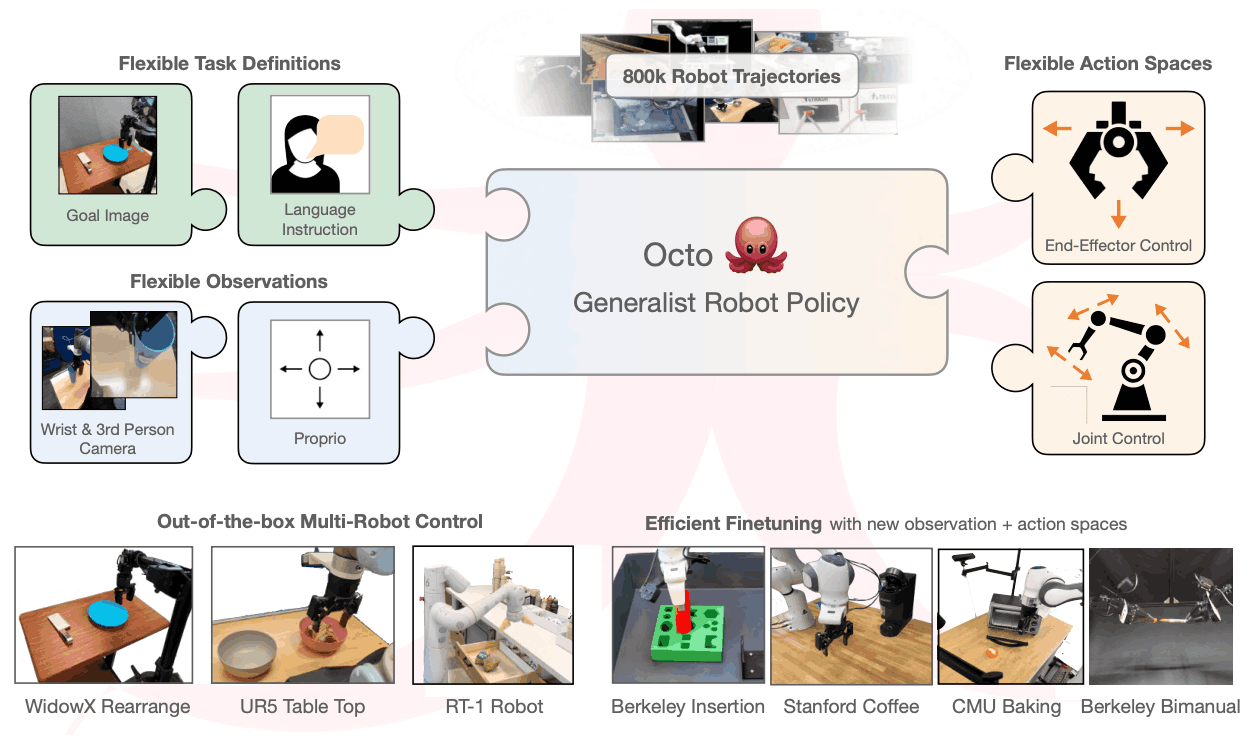 Flexible Task Definitions
800k Robot Trajectories
Flexible Action Spaces
Goal Image
Language
Instruction
End-Effector Control
Octo
Generalist Robot Policy
Flexible Observations
Wrist & 3rd Person
Camera
Proprio
Joint Control
Out-of-the-box Multi-Robot Control
Efficient Finetuning with new observation + action spaces
WidowX Rearrange
UR5 Table Top
RT-1 Robot
Berkeley Insertion
Stanford Coffee
CMU Baking
Berkeley Bimanual